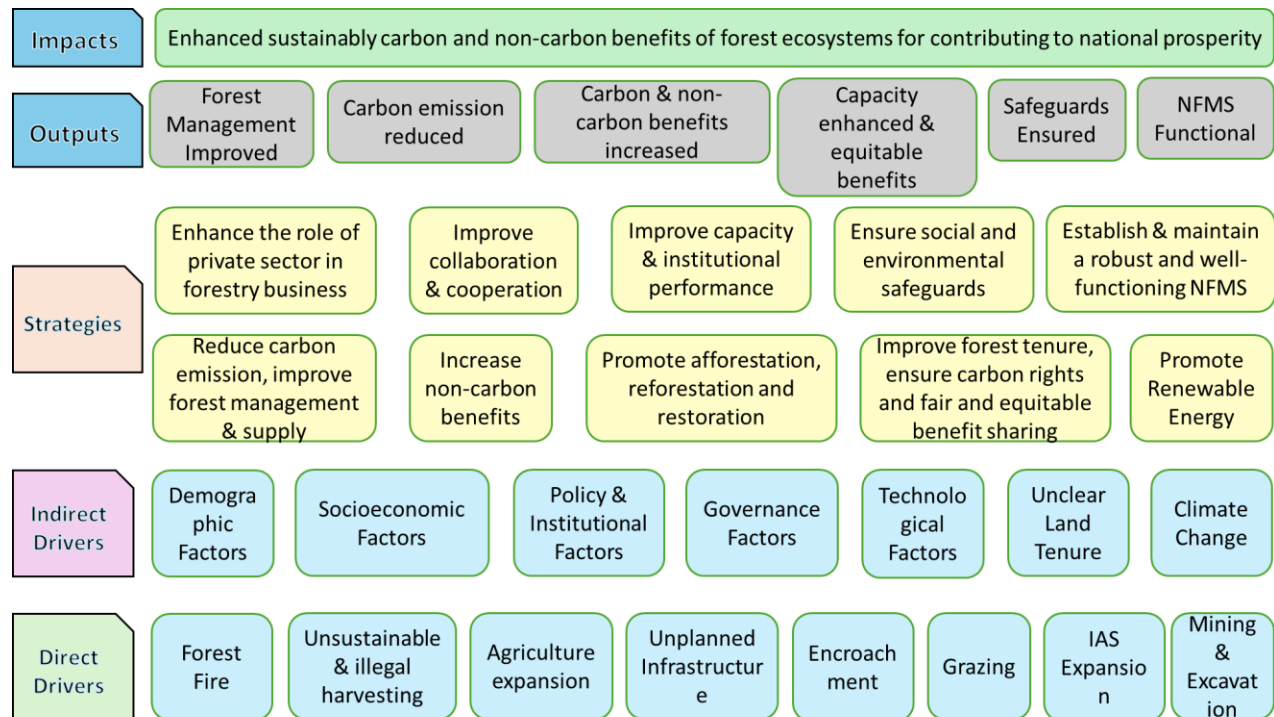 Impacts
Enhanced sustainably carbon and non-carbon benefits of forest ecosystems for contributing to national prosperity
Outputs
Forest
Management
Improved
Carbon emission
reduced
Carbon & non-
carbon benefits
increased
Capacity
enhanced &
equitable
benefits
Safeguards
Ensured
NFMS
Functional
Strategies
Enhance the role of
private sector in
forestry business
Improve
collaboration
& cooperation
Improve capacity
& institutional
performance
Ensure social and
environmental
safeguards
Establish & maintain
a robust and well-
functioning NFMS
Reduce carbon
emission, improve
forest management
& supply
Increase
non-carbon
benefits
Promote afforestation,
reforestation and
restoration
Improve forest tenure,
ensure carbon rights
and fair and equitable
benefit sharing
Promote
Renewable
Energy
Indirect
Drivers
Demogra
phic
Factors
Socioeconomic
Factors
Policy &
Institutional
Factors
Governance
Factors
Technolo
gical
Factors
Unclear
Land
Tenure
Climate
Change
Direct
Drivers
Forest
Fire
Unsustainable
& illegal
harvesting
Agriculture
expansion
Unplanned
Infrastructur
e
Encroach
ment
Grazing
IAS
Expansio
n
Mining
&
Excavat
ion